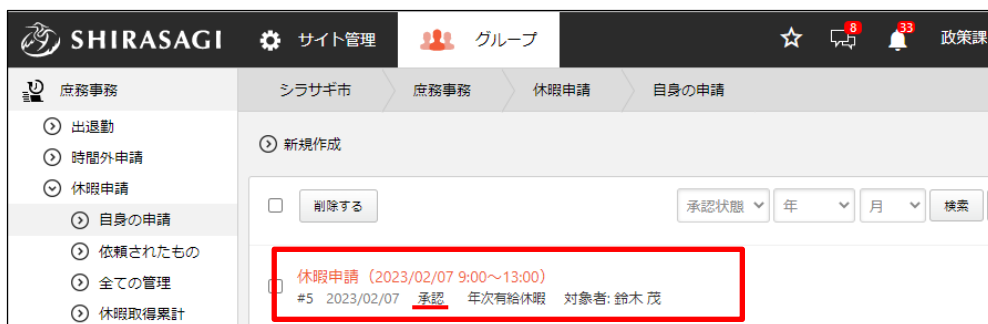 SHIRASAGI サイト管理 グループ 8 33 政策課
庶務事務
シラサギ市 庶務事務 休暇申請 自身の申請
出退勤
時間外申請
休暇申請
自身の申請
依頼されたもの
全ての管理
休暇取得累計
新規作成
削除する 承認状態 年 月 検索
休暇申請（2023/02/07 9:00～13:00）
#5 2023/02/07 承認 年次有給休暇 対象者: 鈴木 茂